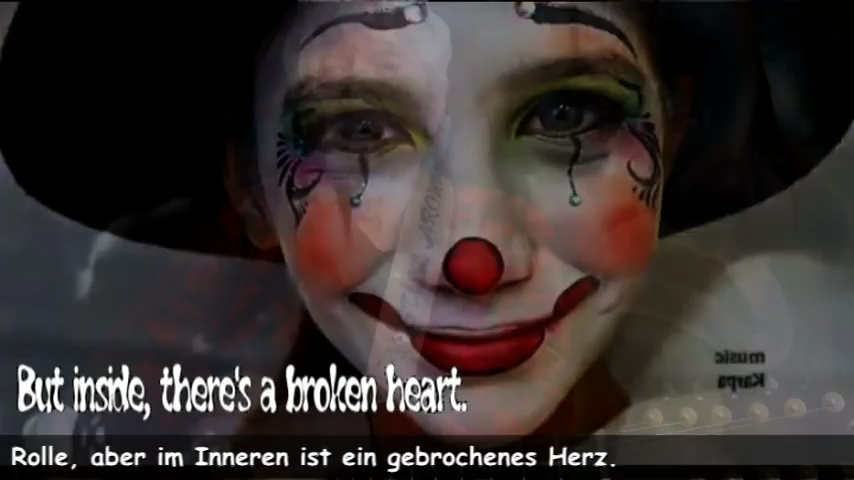 music
Karpa
But inside, there's a broken heart.
Rolle, aber im Inneren ist ein gebrochenes Herz.